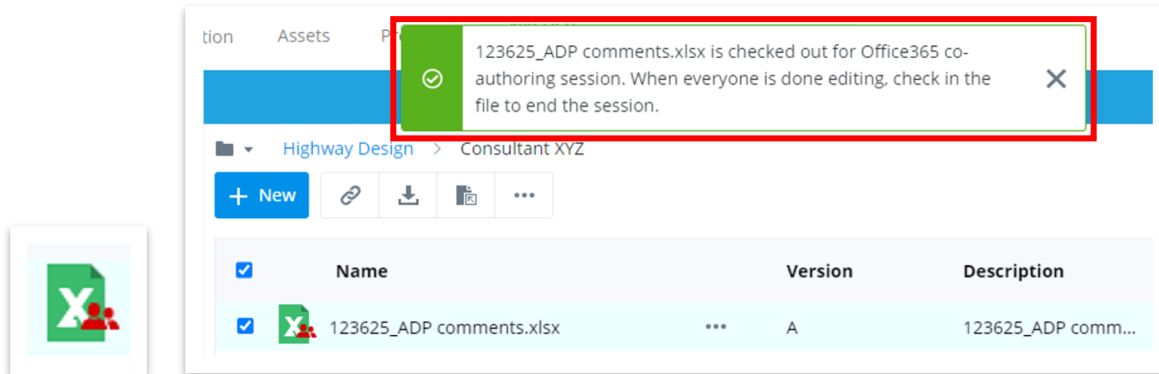 tion Assets
123625_ADP comments.xlsx is checked out for Office365 co-
authoring session. When everyone is done editing, check in the
file to end the session.
Highway Design > Consultant XYZ
+ New
Name Version Description
123625_ADP comments.xlsx ... A 123625_ADP comm...